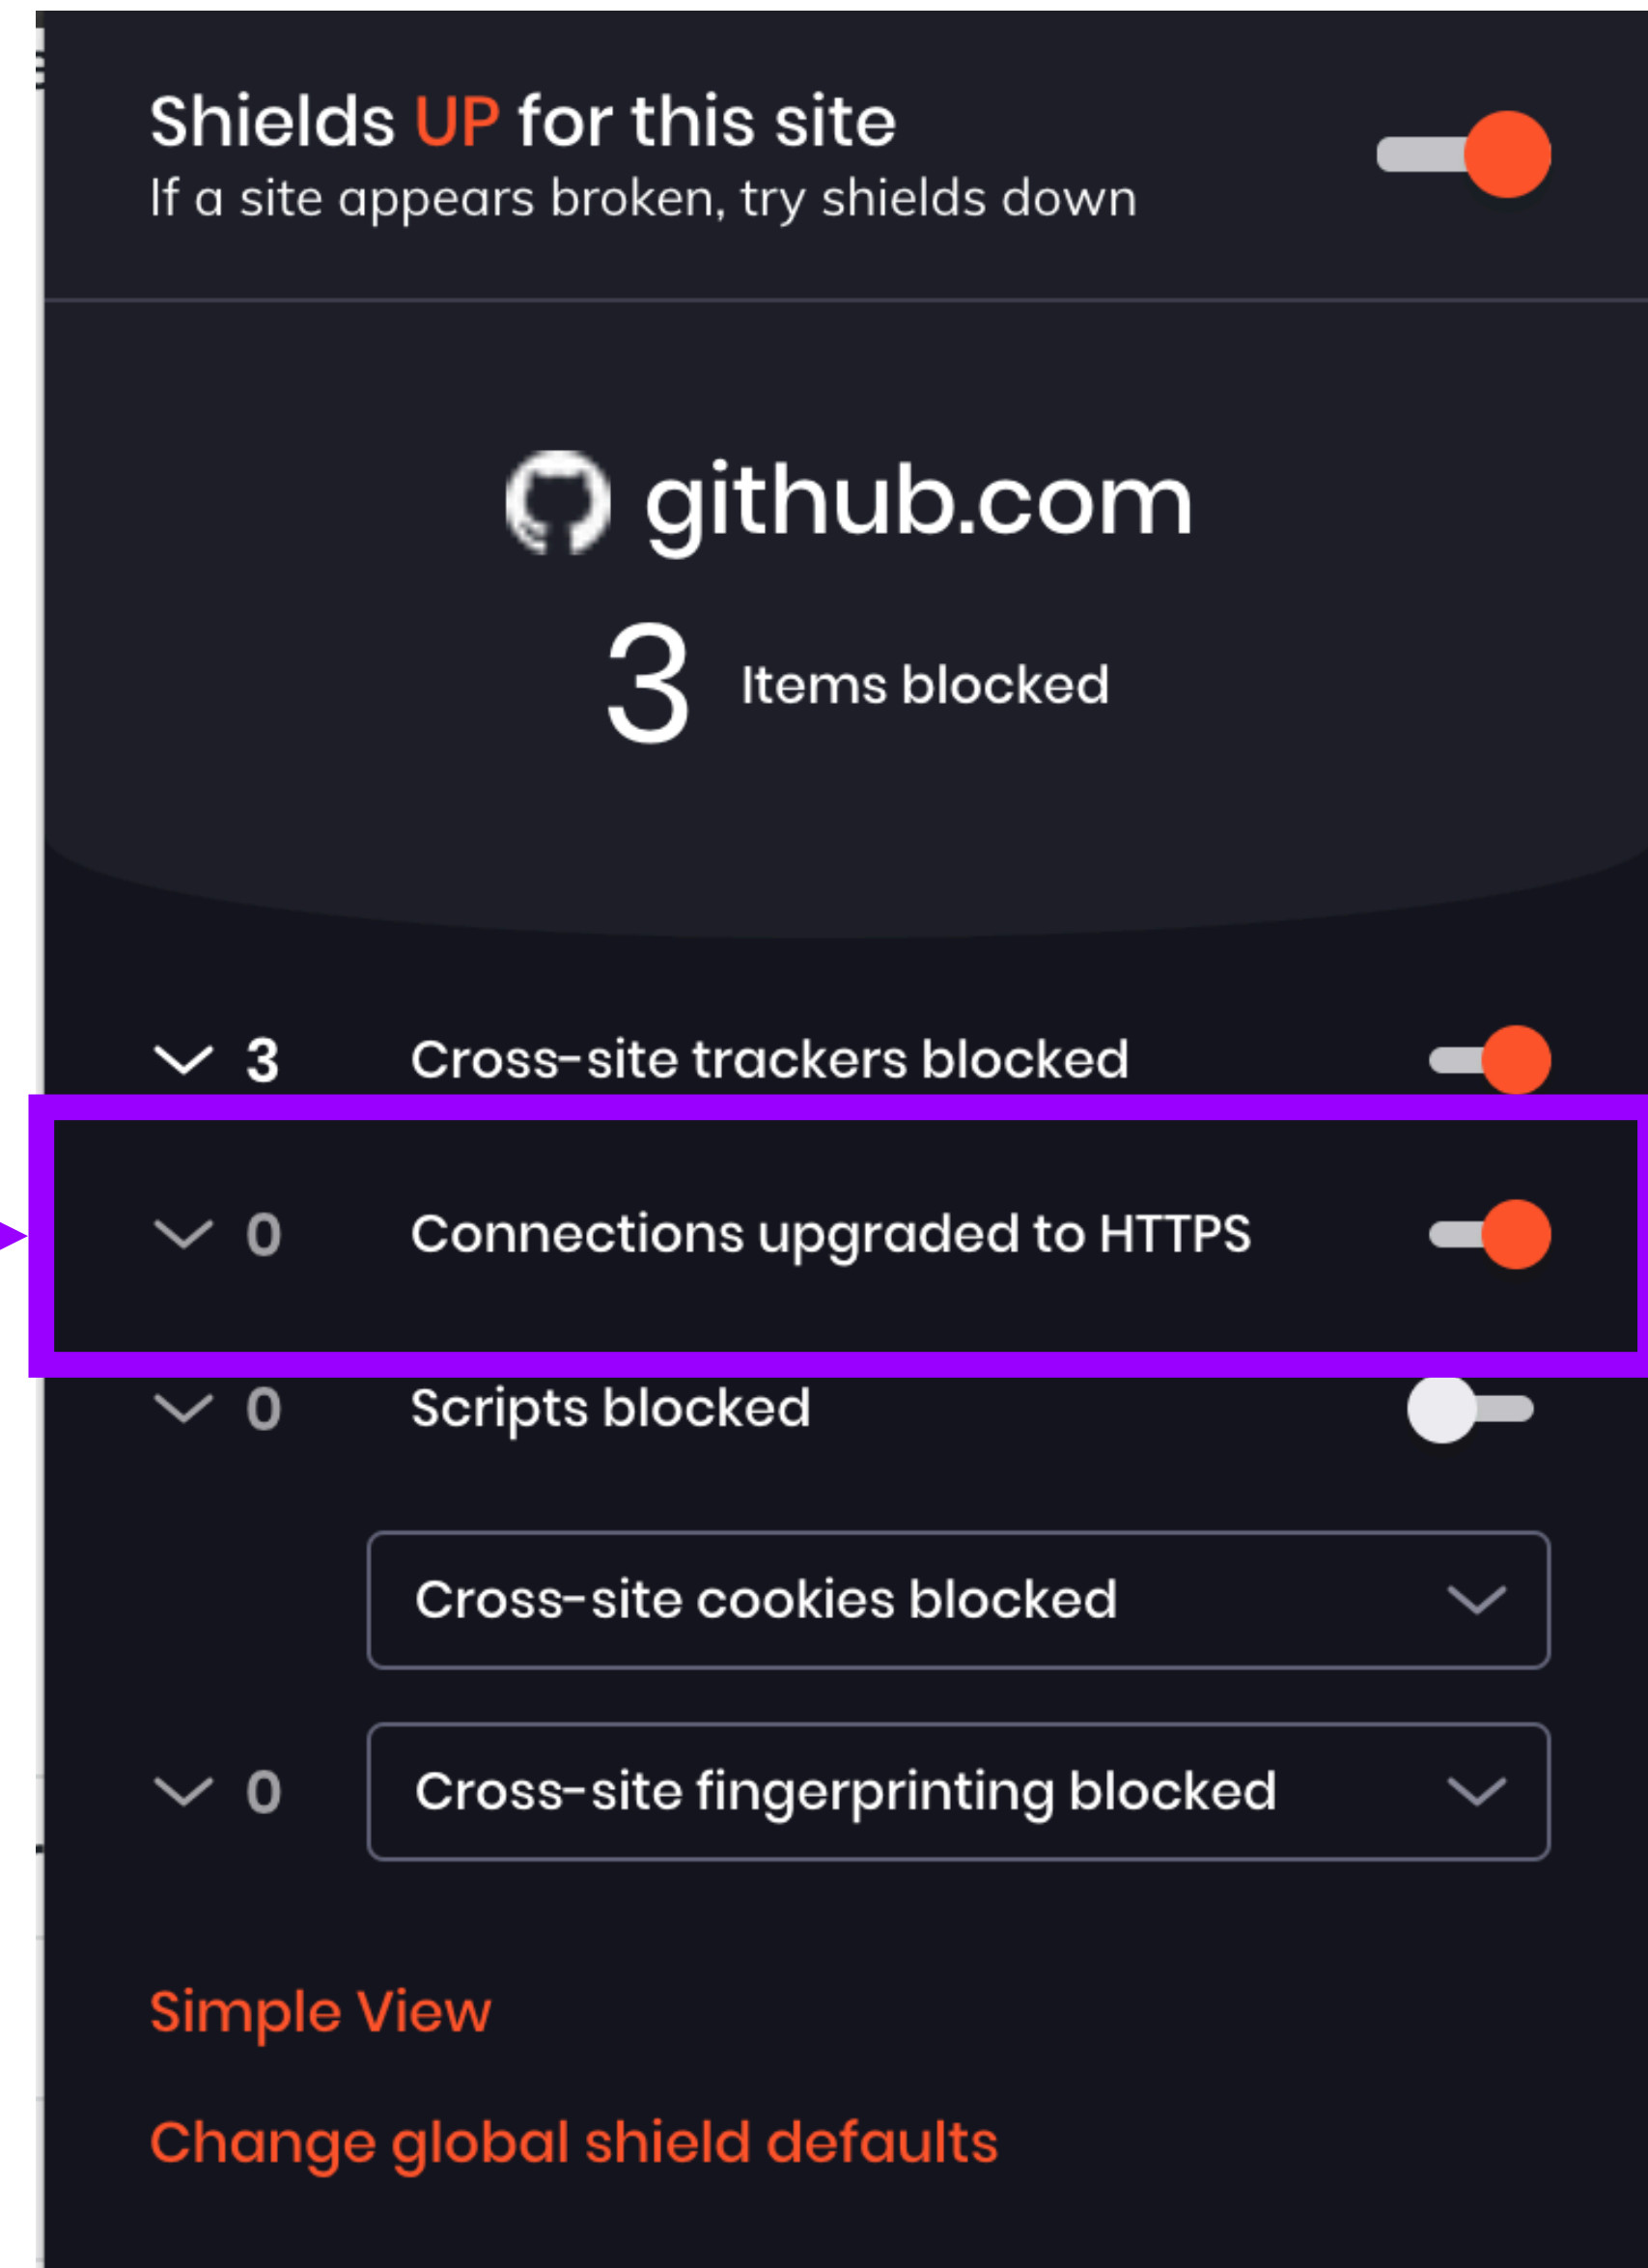 Shields UP for this site
If a site appears broken, try shields down
github.com
3 Items blocked
3 Cross-site trackers blocked
0 Connections upgraded to HTTPS
0 Scripts blocked
Cross-site cookies blocked
0 Cross-site fingerprinting blocked
Simple View
Change global shield defaults